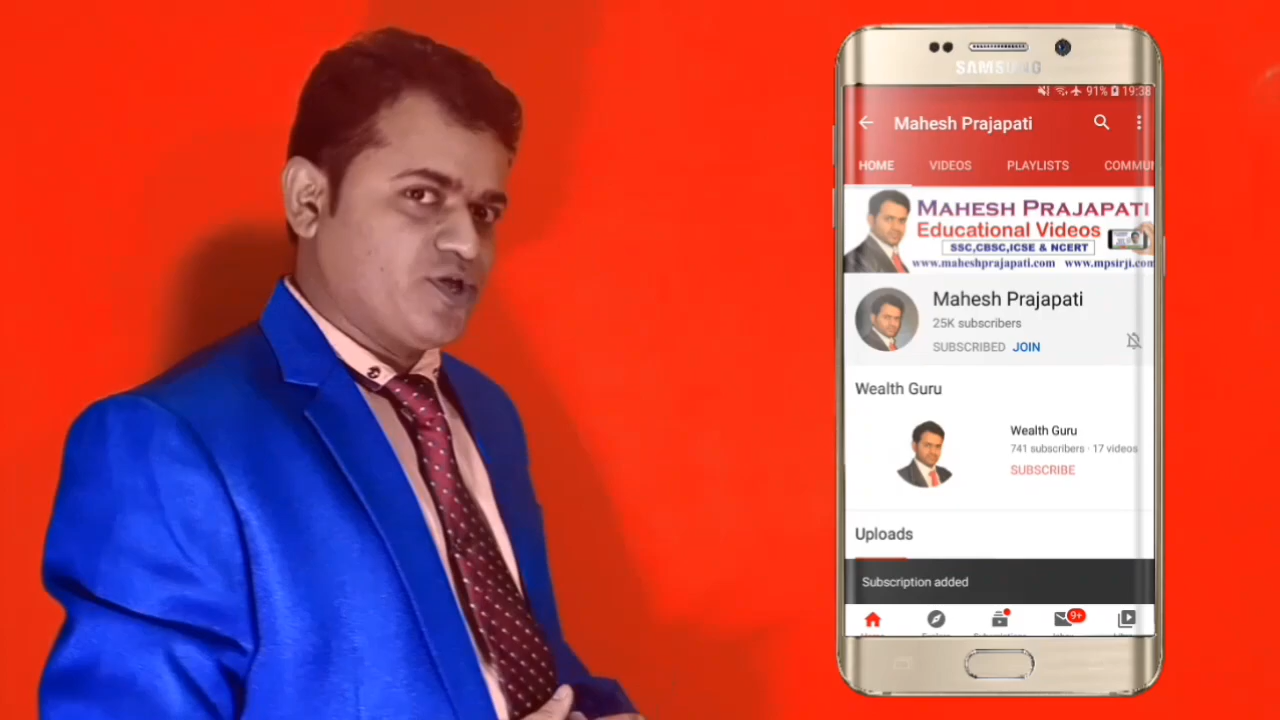 SAMSUNG
91% 19:38
Mahesh Prajapati
HOME VIDEOS PLAYLISTS COMMU
MAHESH PRAJAPATI
Educational Videos
SSC,CBSC,ICSE & NCERT
www.maheshprajapati.com www.mpsirji.com
Mahesh Prajapati
25K subscribers
SUBSCRIBED JOIN
Wealth Guru
Wealth Guru
741 subscribers · 17 videos
SUBSCRIBE
Uploads
Subscription added
9+